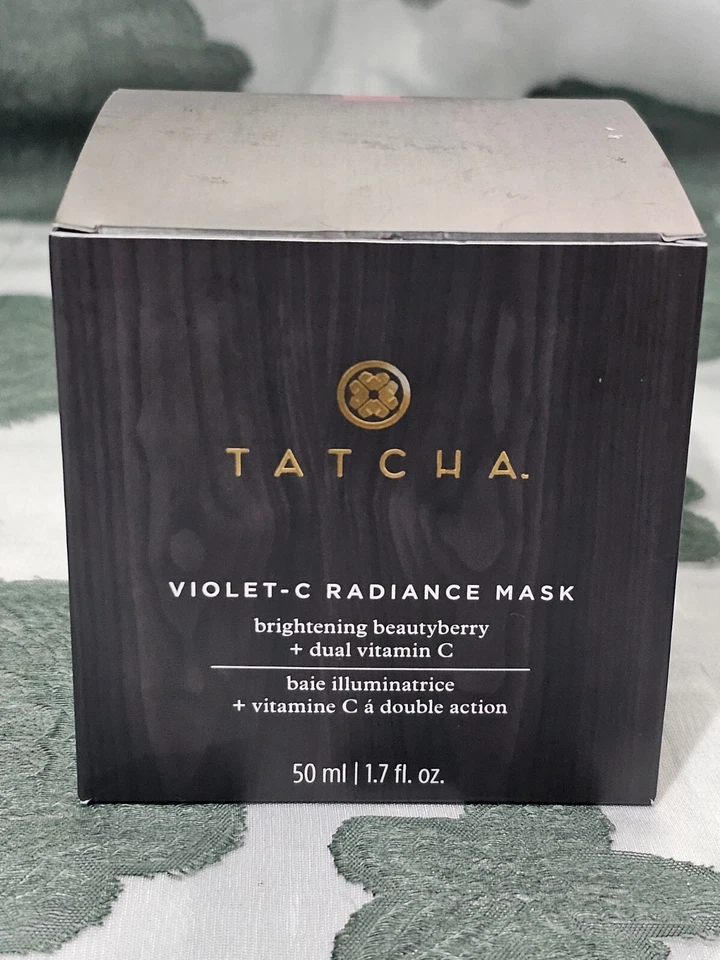 TATCHA.
VIOLET-C RADIANCE MASK
brightening beautyberry
+ dual vitamin C
baie illuminatrice
+ vitamine C á double action
50 ml | 1.7 fl. oz.